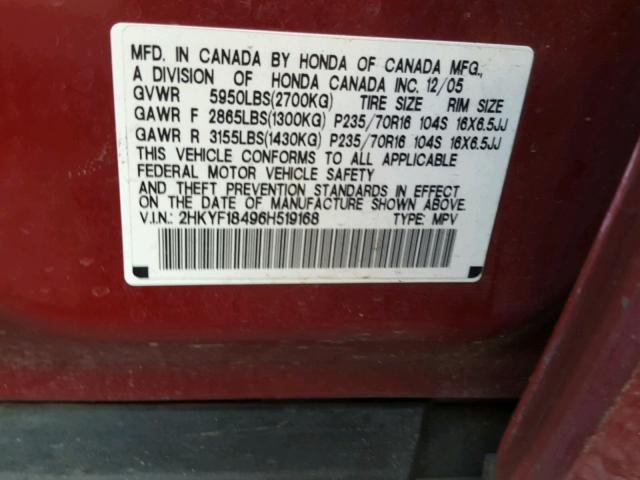 MFD. IN CANADA BY HONDA OF CANADA MFG.,
A DIVISION OF HONDA CANADA INC. 12/05
GVWR 5950LBS(2700KG) TIRE SIZE RIM SIZE
GAWR F 2865LBS(1300KG) P235/70R16 104S 16X6.5JJ
GAWR R 3155LBS(1430KG) P235/70R16 104S 16X6.5JJ
THIS VEHICLE CONFORMS TO ALL APPLICABLE
FEDERAL MOTOR VEHICLE SAFETY
AND THEFT PREVENTION STANDARDS IN EFFECT
ON THE DATE OF MANUFACTURE SHOWN ABOVE.
V.I.N.: 2HKYF18496H519168 TYPE: MPV